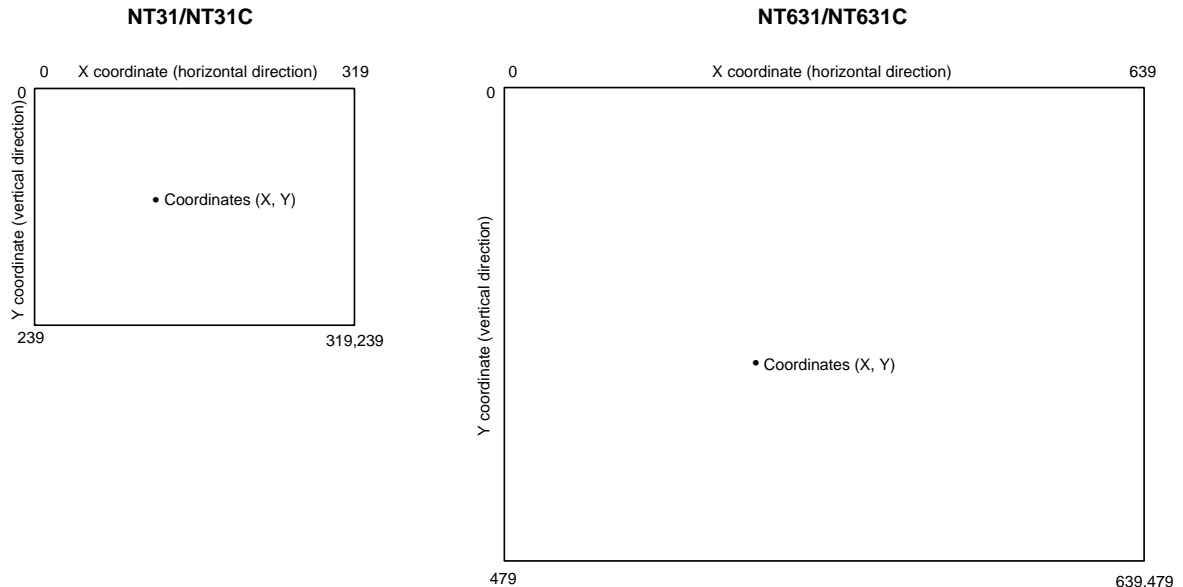 NT31/NT31C
0 X coordinate (horizontal direction) 319
0
Y coordinate (vertical direction)
• Coordinates (X, Y)
239
319,239
NT631/NT631C
0 X coordinate (horizontal direction) 639
0
Y coordinate (vertical direction)
• Coordinates (X, Y)
479
639.479